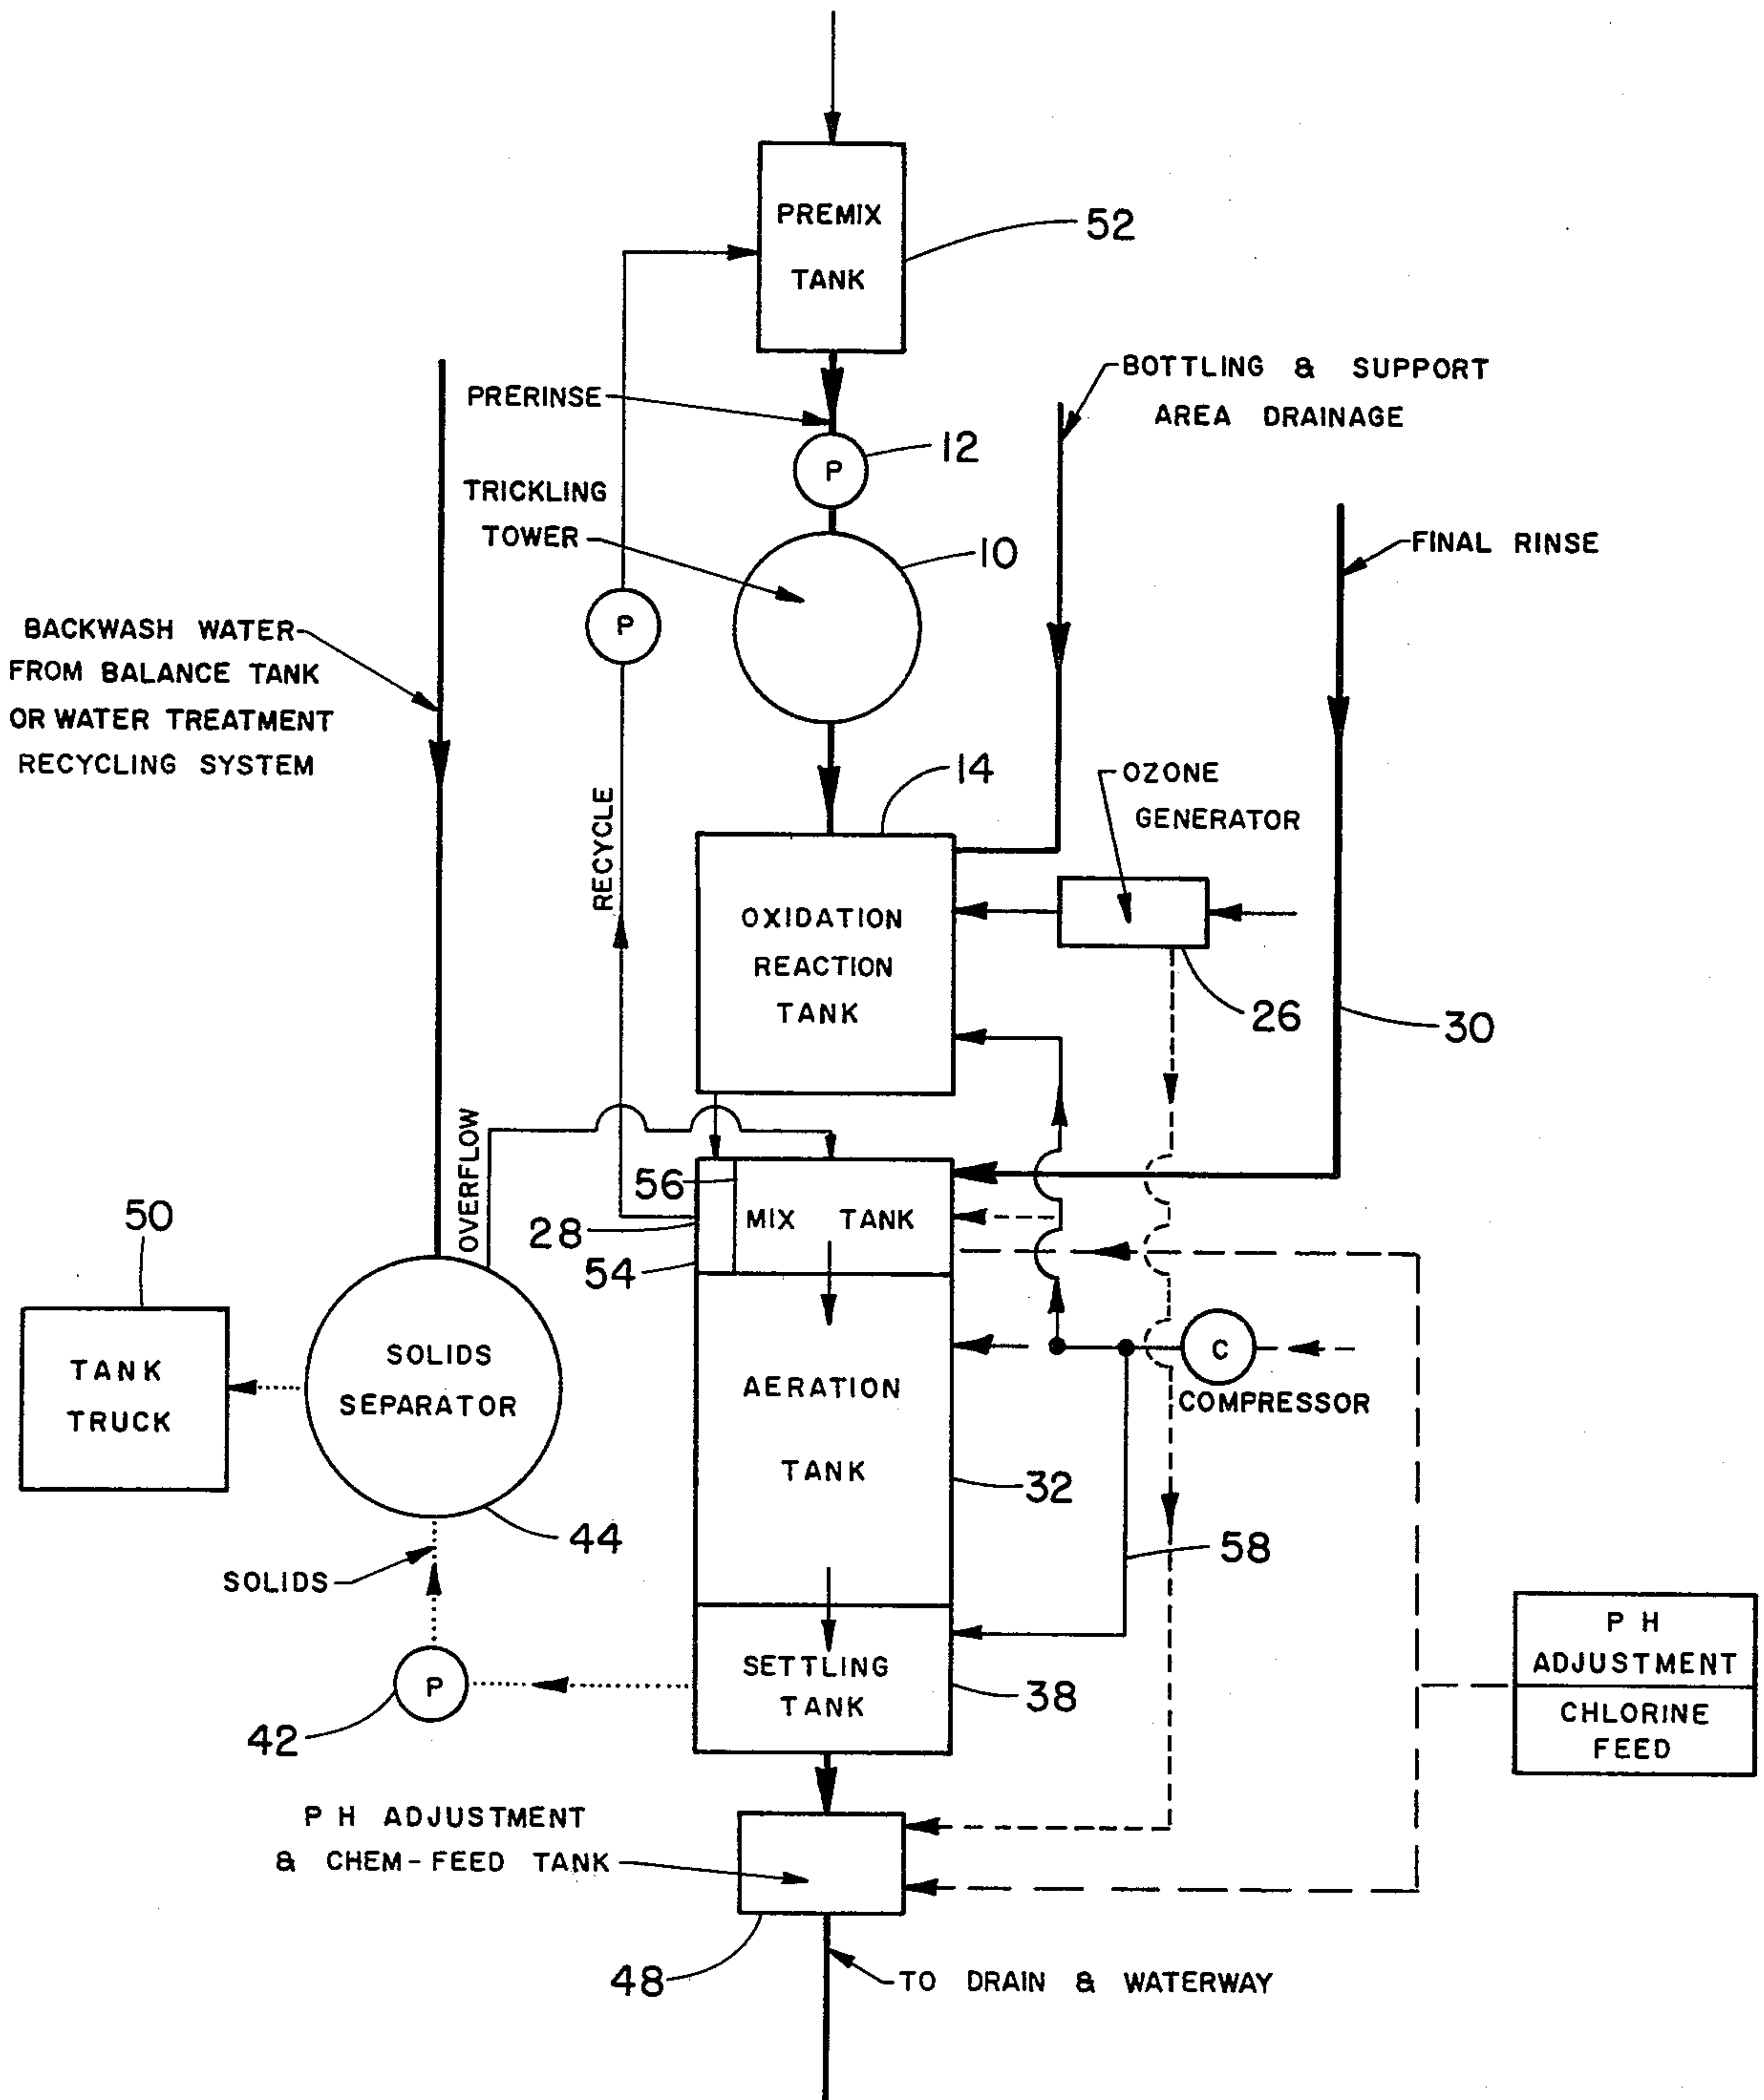 PREMIX
TANK
52
PRERINSE
BOTTLING & SUPPORT
AREA DRAINAGE
12
P
TRICKLING
TOWER
10
FINAL RINSE
P
BACKWASH WATER
FROM BALANCE TANK
OR WATER TREATMENT
RECYCLING SYSTEM
RECYCLE
14
OZONE
GENERATOR
OXIDATION
REACTION
TANK
26
30
OVERFLOW
56
28
54
MIX TANK
50
TANK
TRUCK
SOLIDS
SEPARATOR
44
C
COMPRESSOR
AERATION
TANK
32
58
SOLIDS
P
42
SETTLING
TANK
38
P H
ADJUSTMENT
CHLORINE
FEED
P H ADJUSTMENT
& CHEM-FEED TANK
48
TO DRAIN & WATERWAY